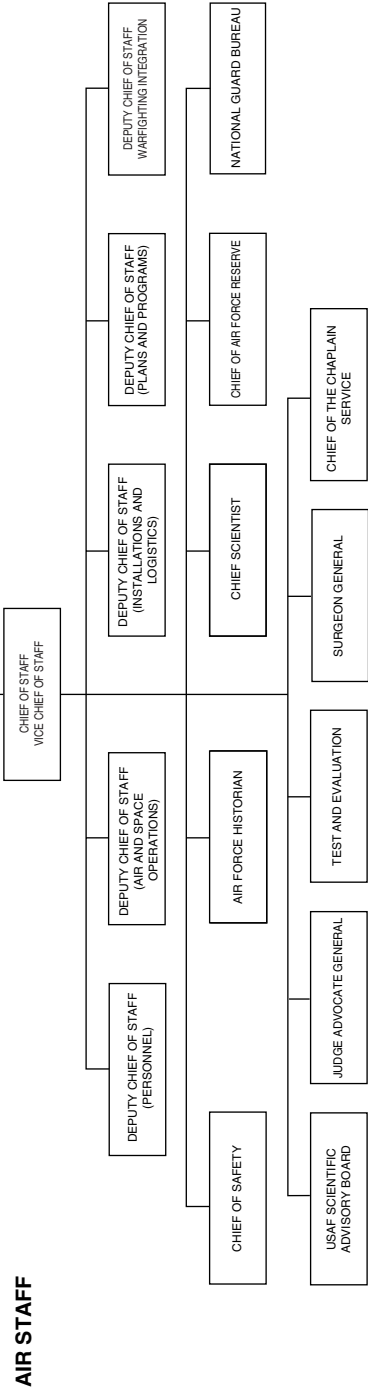 AIR STAFF
CHIEF OF STAFF
VICE CHIEF OF STAFF
DEPUTY CHIEF OF STAFF
(PERSONNEL)
DEPUTY CHIEF OF STAFF
(AIR AND SPACE
OPERATIONS)
DEPUTY CHIEF OF STAFF
(INSTALLATIONS AND
LOGISTICS)
DEPUTY CHIEF OF STAFF
(PLANS AND PROGRAMS)
DEPUTY CHIEF OF STAFF
WARFIGHTING INTEGRATION
CHIEF OF SAFETY
AIR FORCE HISTORIAN
CHIEF SCIENTIST
CHIEF OF AIR FORCE RESERVE
NATIONAL GUARD BUREAU
USAF SCIENTIFIC
ADVISORY BOARD
JUDGE ADVOCATE GENERAL
TEST AND EVALUATION
SURGEON GENERAL
CHIEF OF THE CHAPLAIN
SERVICE